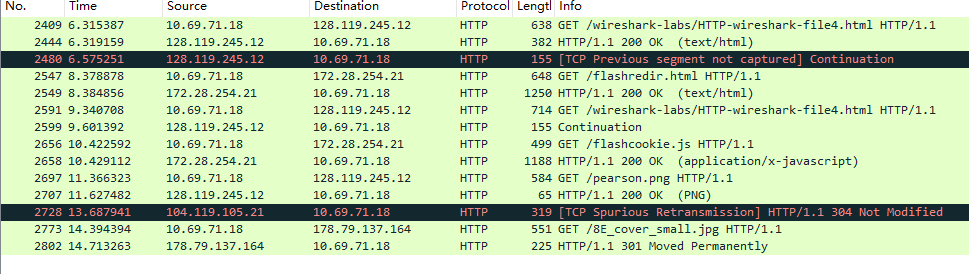 No. Time Source Destination Protocol Lengtl Info
2409 6.315387 10.69.71.18 128.119.245.12 HTTP 638 GET /wireshark-labs/HTTP-wireshark-file4.html HTTP/1.1
2444 6.319159 128.119.245.12 10.69.71.18 HTTP 382 HTTP/1.1 200 OK (text/html)
2480 6.575251 128.119.245.12 10.69.71.18 HTTP 155 [TCP Previous segment not captured] Continuation
2547 8.378878 10.69.71.18 172.28.254.21 HTTP 648 GET /flashredir.html HTTP/1.1
2549 8.384856 172.28.254.21 10.69.71.18 HTTP 1250 HTTP/1.1 200 OK (text/html)
2591 9.340708 10.69.71.18 128.119.245.12 HTTP 714 GET /wireshark-labs/HTTP-wireshark-file4.html HTTP/1.1
2599 9.601392 128.119.245.12 10.69.71.18 HTTP 155 Continuation
2656 10.422592 10.69.71.18 172.28.254.21 HTTP 499 GET /flashcookie.js HTTP/1.1
2658 10.429112 172.28.254.21 10.69.71.18 HTTP 1188 HTTP/1.1 200 OK (application/x-javascript)
2697 11.366323 10.69.71.18 128.119.245.12 HTTP 584 GET /pearson.png HTTP/1.1
2707 11.627482 128.119.245.12 10.69.71.18 HTTP 65 HTTP/1.1 200 OK (PNG)
2728 13.687941 104.119.105.21 10.69.71.18 HTTP 319 [TCP Spurious Retransmission] HTTP/1.1 304 Not Modified
2773 14.394394 10.69.71.18 178.79.137.164 HTTP 551 GET /8E_cover_small.jpg HTTP/1.1
2802 14.713263 178.79.137.164 10.69.71.18 HTTP 225 HTTP/1.1 301 Moved Permanently